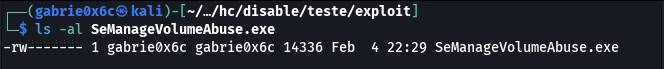 ┌──(gabrie0x6c㉿kali)-[~/…/hc/disable/teste/exploit]
└─$ ls -al SeManageVolumeAbuse.exe
-rw------- 1 gabrie0x6c gabrie0x6c 14336 Feb  4 22:29 SeManageVolumeAbuse.exe